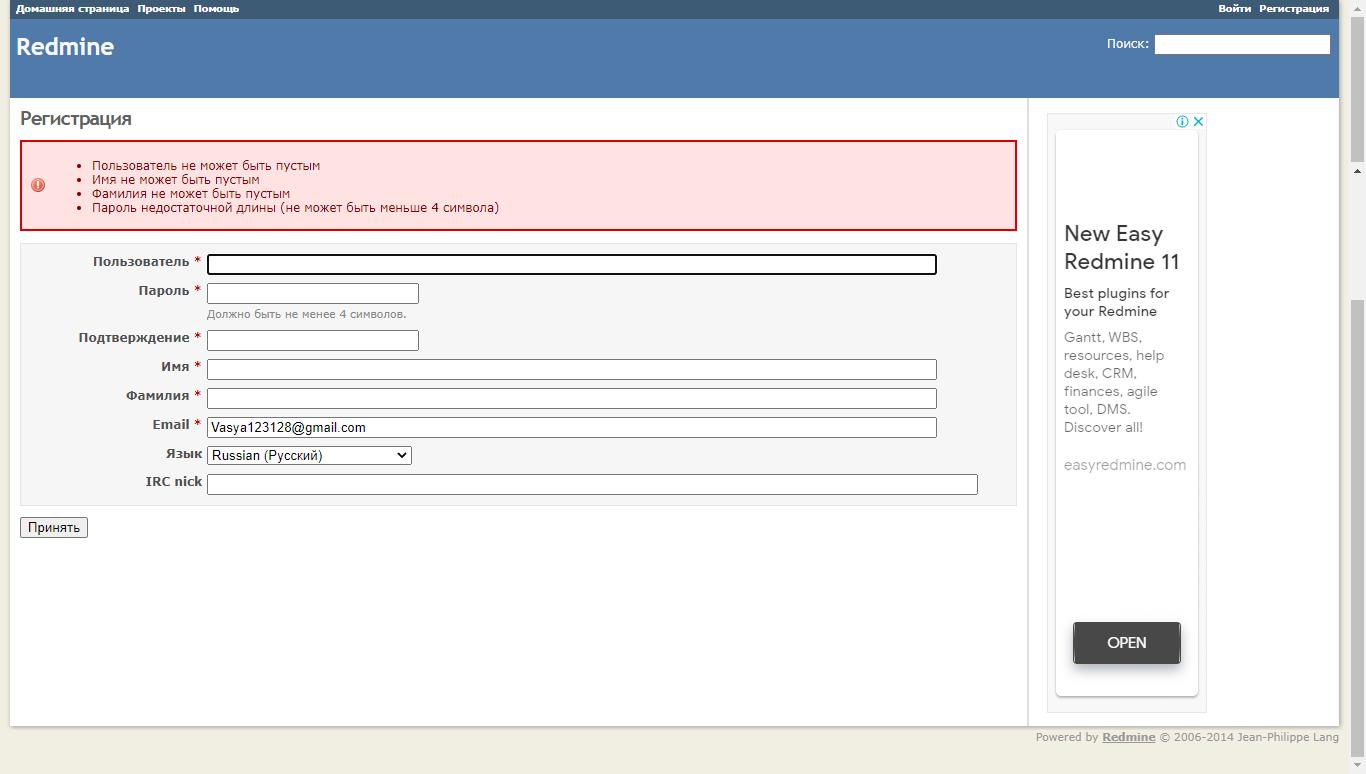 Домашняя страница Проекты Помощь
Войти Регистрация
Redmine
Поиск:
Регистрация
Пользователь не может быть пустым
Имя не может быть пустым
Фамилия не может быть пустым
Пароль недостаточной длины (не может быть меньше 4 символа)
Пользователь *
Пароль *
Должно быть не менее 4 символов.
Подтверждение *
Имя *
Фамилия *
Email * Vasya123128@gmail.com
Язык Russian (Русский)
IRC nick
Принять
New Easy
Redmine 11
Best plugins for
your Redmine
Gantt, WBS,
resources, help
desk, CRM,
finances, agile
tool, DMS.
Discover all!
easyredmine.com
OPEN
Powered by Redmine © 2006-2014 Jean-Philippe Lang